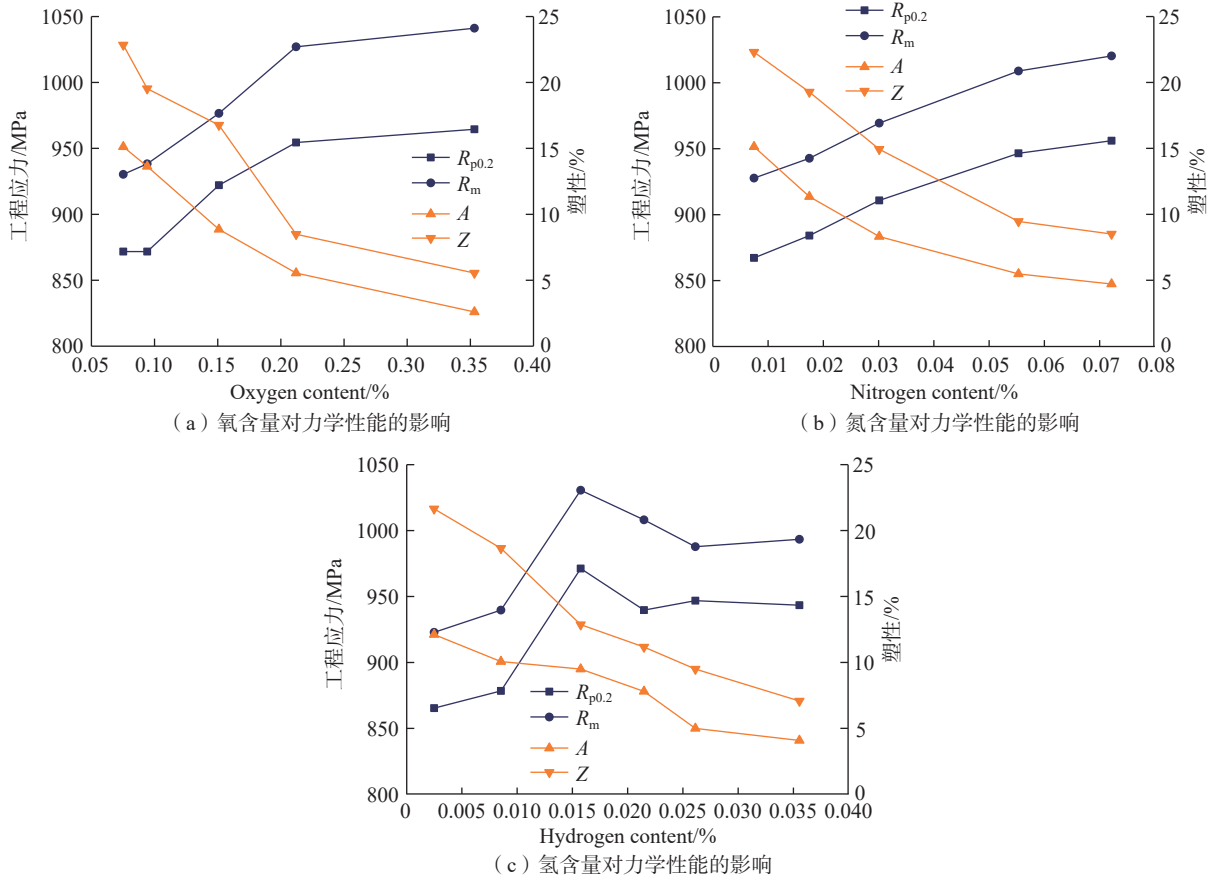 1050
1000
950
900
850
800
工程应力/MPa
25
20
15
10
5
0
塑性/%
Rp0.2
Rm
A
Z
0.05 0.10 0.15 0.20 0.25 0.30 0.35 0.40
Oxygen content/%
（a）氧含量对力学性能的影响
1050
1000
950
900
850
800
工程应力/MPa
25
20
15
10
5
0
塑性/%
Rp0.2
Rm
A
Z
0 0.01 0.02 0.03 0.04 0.05 0.06 0.07 0.08
Nitrogen content/%
（b）氮含量对力学性能的影响
1050
1000
950
900
850
800
工程应力/MPa
25
20
15
10
5
0
塑性/%
Rp0.2
Rm
A
Z
0 0.005 0.010 0.015 0.020 0.025 0.030 0.035 0.040
Hydrogen content/%
（c）氢含量对力学性能的影响